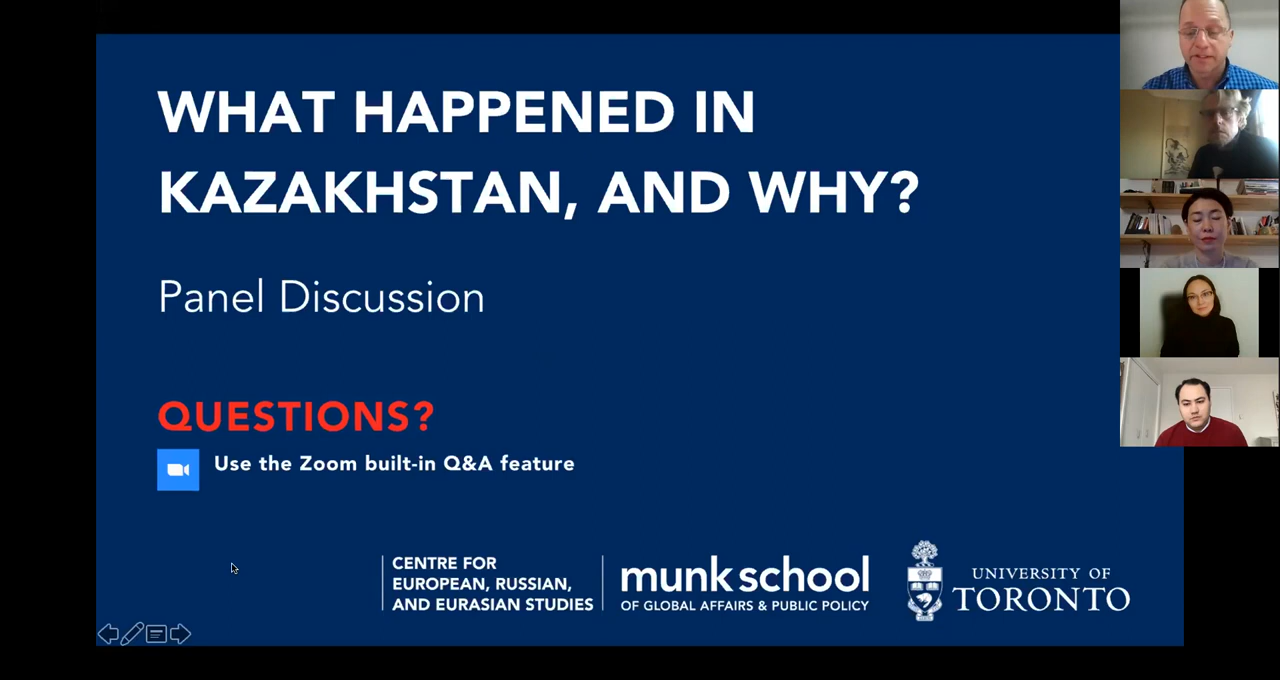 WHAT HAPPENED IN
KAZAKHSTAN, AND WHY?
Panel Discussion
QUESTIONS?
Use the Zoom built-in Q&A feature
CENTRE FOR
EUROPEAN, RUSSIAN,
AND EURASIAN STUDIES
munk school
OF GLOBAL AFFAIRS & PUBLIC POLICY
UNIVERSITY OF
TORONTO